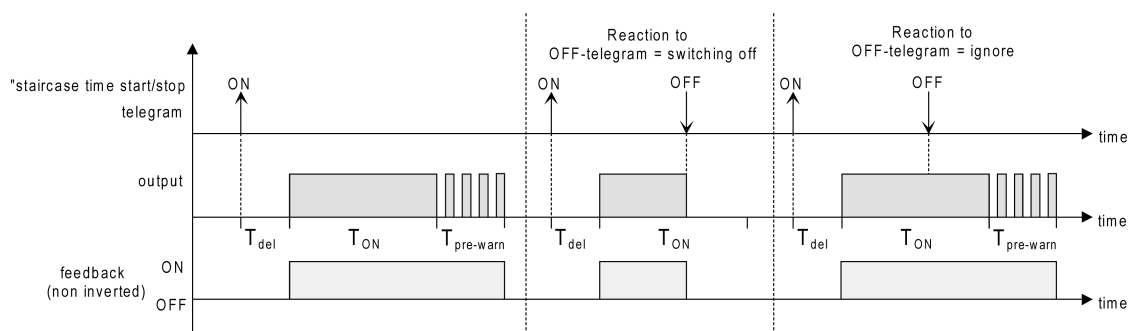 Reaction to
OFF-telegram = switching off
Reaction to
OFF-telegram = ignore
"staircase time start/stop
telegram
ON
ON
OFF
ON
OFF
time
output
time
T del
T ON
T pre-warn
T del
T ON
T del
T ON
T pre-warn
feedback
(non inverted)
ON
OFF
time